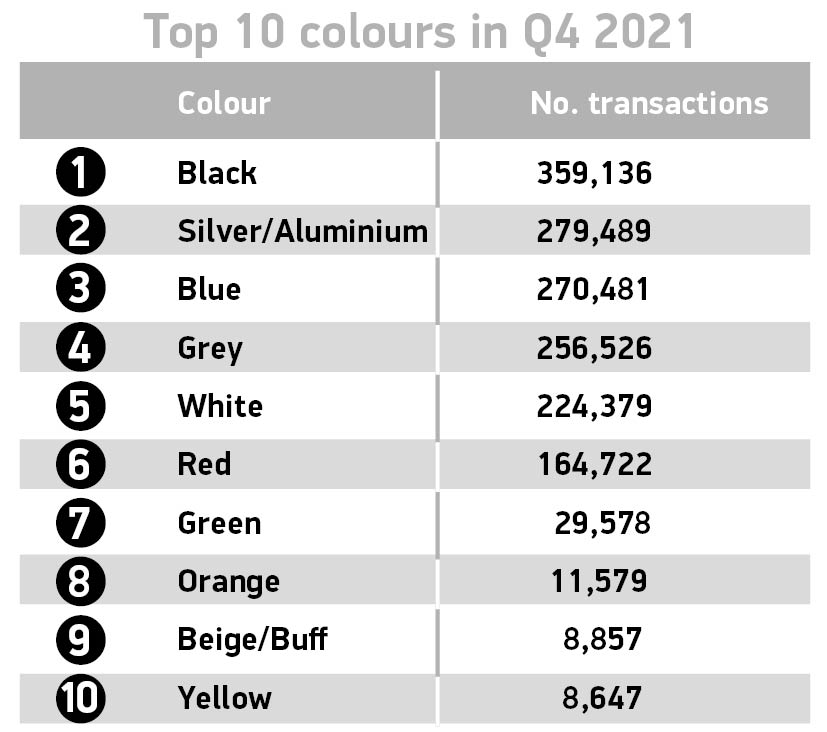 Top 10 colours in Q4 2021
Colour No. transactions
1 Black 359,136
2 Silver/Aluminium 279,489
3 Blue 270,481
4 Grey 256,526
5 White 224,379
6 Red 164,722
7 Green 29,578
8 Orange 11,579
9 Beige/Buff 8,857
10 Yellow 8,647